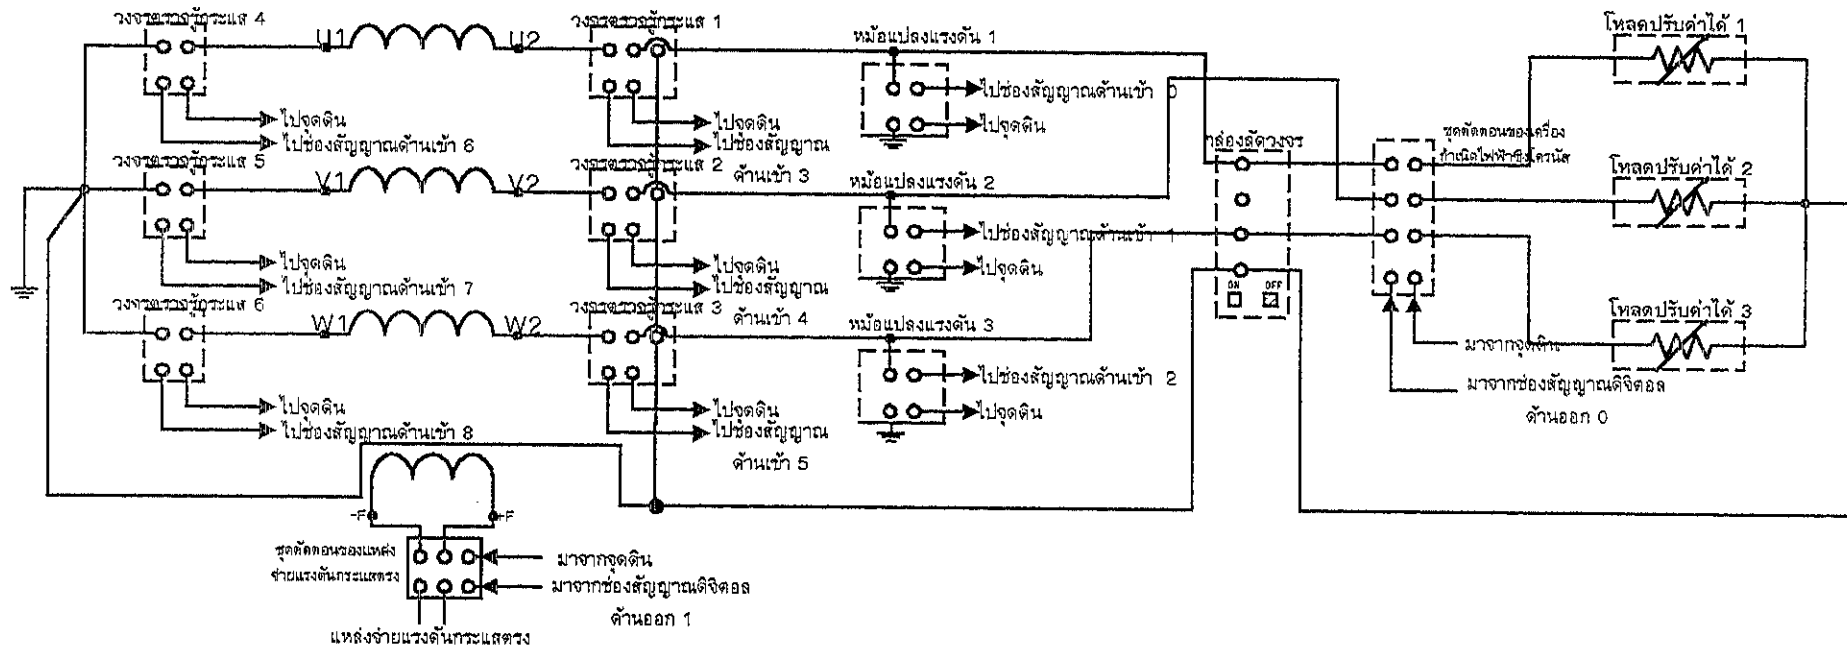 วงจรตรวจรู้กระแส 4
U1
U2
วงจรตรวจรู้กระแส 1
หม้อแปลงแรงดัน 1
โหลดปรับค่าได้ 1
ไปจุดดิน
ไปช่องสัญญาณด้านเข้า 6
ไปจุดดิน
ไปช่องสัญญาณ
ด้านเข้า 3
ไปช่องสัญญาณด้านเข้า 0
ไปจุดดิน
กล่องลัดวงจร
ON OFF
ชุดตัดตอนของเครื่อง
กำเนิดไฟฟ้าซิงโครนัส
วงจรตรวจรู้กระแส 5
V1
V2
วงจรตรวจรู้กระแส 2
หม้อแปลงแรงดัน 2
โหลดปรับค่าได้ 2
ไปจุดดิน
ไปช่องสัญญาณด้านเข้า 7
ไปจุดดิน
ไปช่องสัญญาณ
ด้านเข้า 4
ไปช่องสัญญาณด้านเข้า 1
ไปจุดดิน
วงจรตรวจรู้กระแส 6
W1
W2
วงจรตรวจรู้กระแส 3
หม้อแปลงแรงดัน 3
โหลดปรับค่าได้ 3
ไปจุดดิน
ไปช่องสัญญาณด้านเข้า 8
ไปจุดดิน
ไปช่องสัญญาณ
ด้านเข้า 5
ไปช่องสัญญาณด้านเข้า 2
ไปจุดดิน
มาจากจุดดิน
มาจากช่องสัญญาณดิจิตอล
ด้านออก 0
-F
+F
ชุดตัดตอนของแหล่ง
จ่ายแรงดันกระแสตรง
มาจากจุดดิน
มาจากช่องสัญญาณดิจิตอล
ด้านออก 1
แหล่งจ่ายแรงดันกระแสตรง